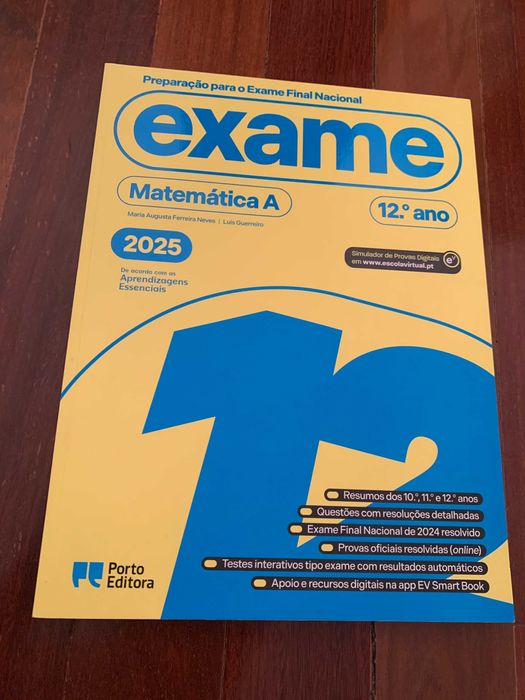 Preparação para o Exame Final Nacional
exame
Matemática A
12.º ano
Maria Augusta Ferreira Neves | Luís Guerreiro
2025
Simulador de Provas Digitais
em www.escolavirtual.pt
De acordo com as
Aprendizagens
Essenciais
12
Resumos dos 10.º, 11.º e 12.º anos
Questões com resoluções detalhadas
Exame Final Nacional de 2024 resolvido
Provas oficiais resolvidas (online)
Testes interativos tipo exame com resultados automáticos
Apoio e recursos digitais na app EV Smart Book
Porto
Editora